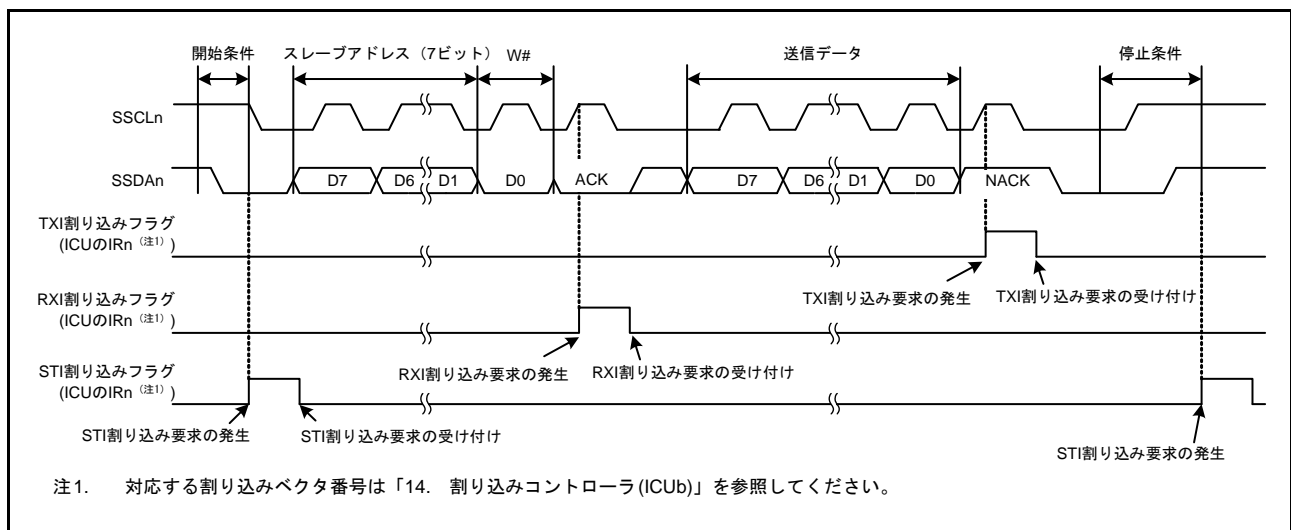 開始条件 スレーブアドレス（7ビット） W# 送信データ 停止条件
SSCLn
SSDAn D7 D6 D1 D0 ACK D7 D6 D1 D0 NACK
TXI割り込みフラグ
(ICUのIRn（注1）)
TXI割り込み要求の発生 TXI割り込み要求の受け付け
RXI割り込みフラグ
(ICUのIRn（注1）)
RXI割り込み要求の発生 RXI割り込み要求の受け付け
STI割り込みフラグ
(ICUのIRn（注1）)
STI割り込み要求の発生 STI割り込み要求の受け付け STI割り込み要求の発生
注1. 対応する割り込みベクタ番号は「14. 割り込みコントローラ(ICUb)」を参照してください。